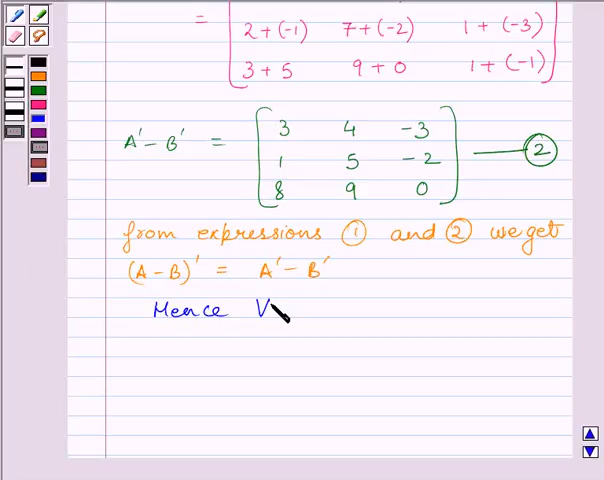 = 2 + (-1) 7 + (-2) 1 + (-3)
3 + 5 9 + 0 1 + (-1)
A' - B' = [ 3 4 -3
1 5 -2
8 9 0 ] —— ②
from expressions ① and ② we get
(A - B)' = A' - B'
Hence V